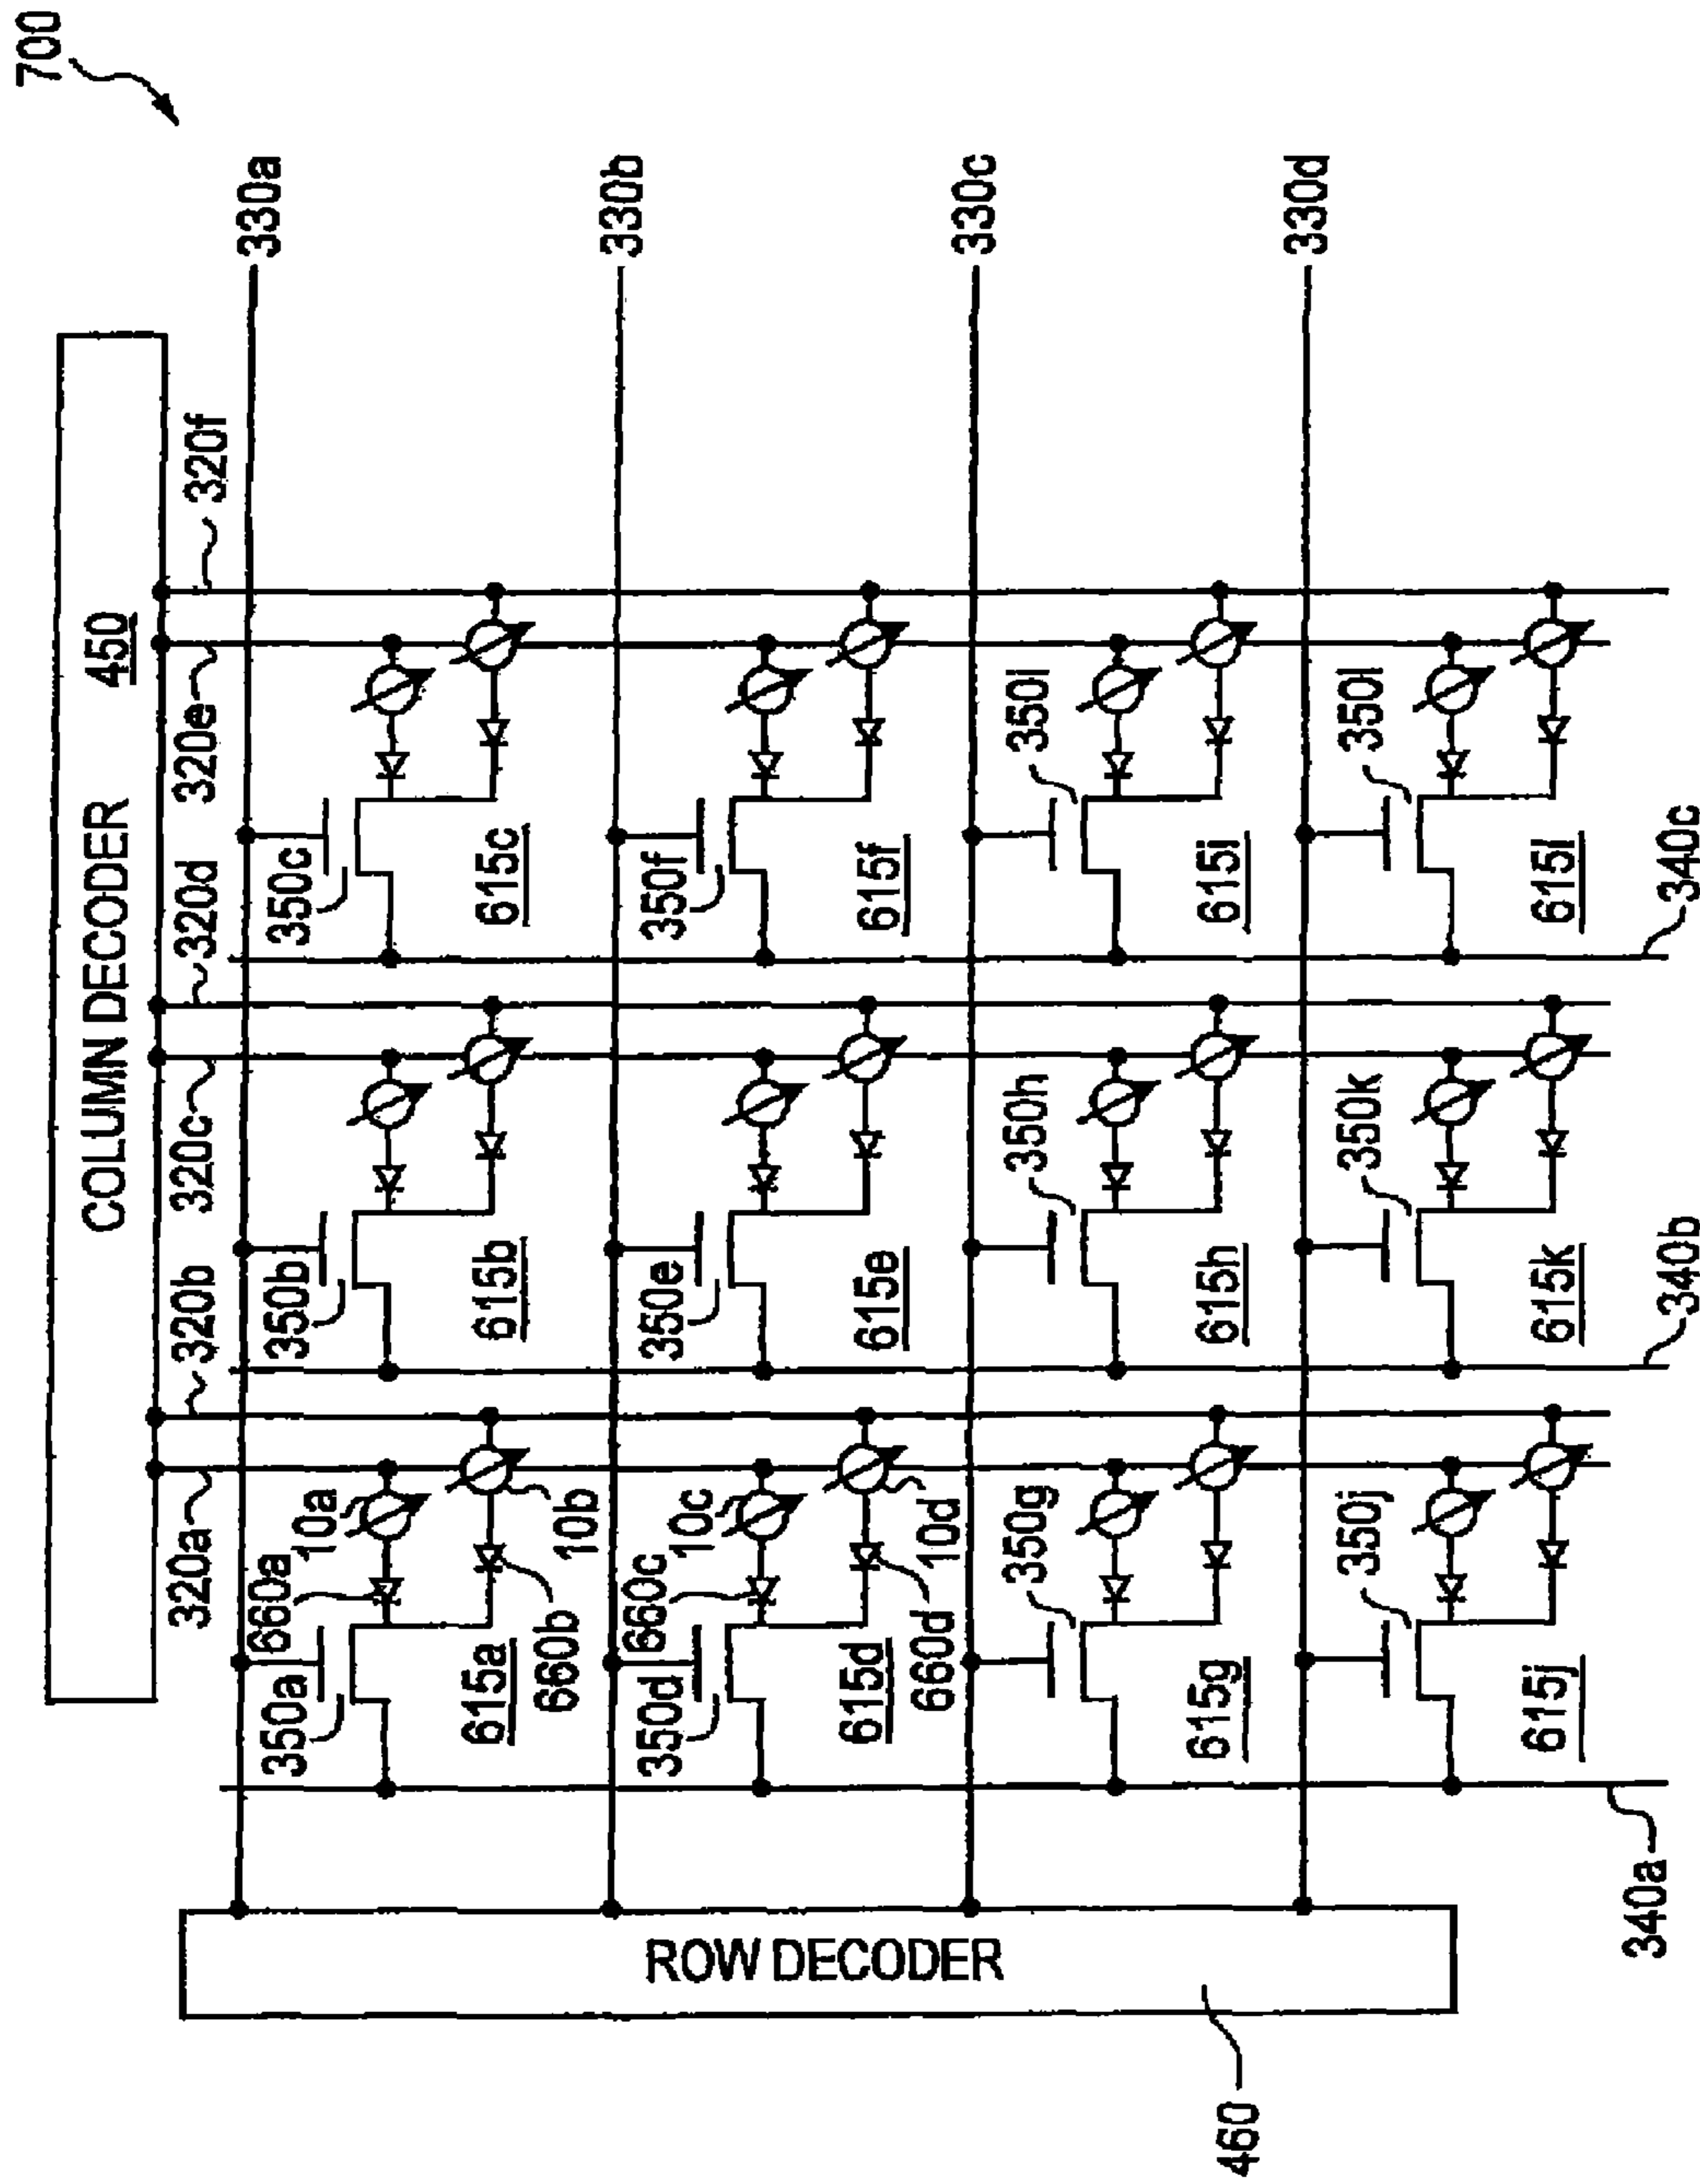 700
COLUMN DECODER 450
320a 320b 320c 320d 320e 320f
330a
660a
350a 10a 350b 350c
615a 615b 615c
660b 10b
330b
660c
350d 10c 350e 350f
615d 615e 615f
660d 10d
330c
350g 350h 350i
615g 615h 615i
330d
350j 350k 350l
615j 615k 615l
ROW DECODER
460
340a 340b 340c